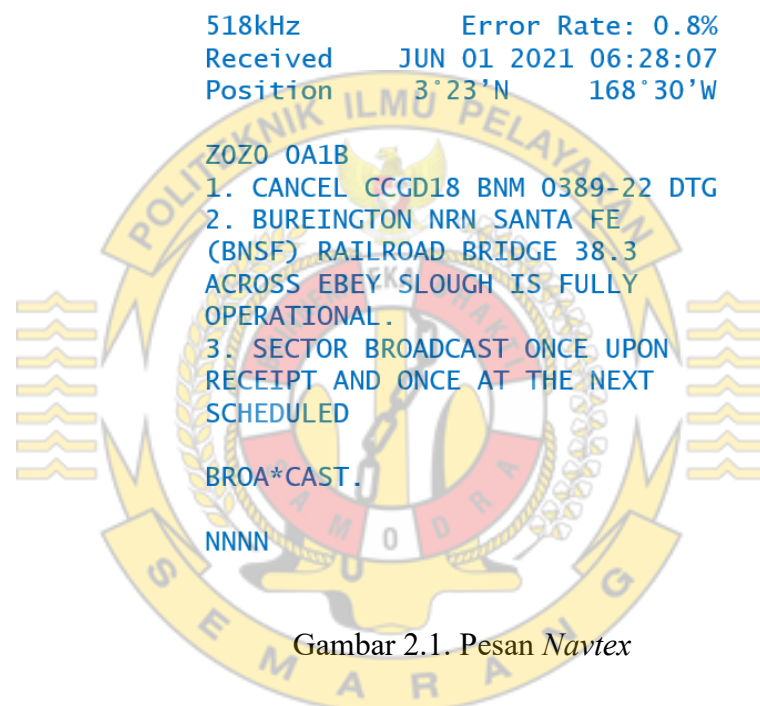 518kHz Error Rate: 0.8%
Received JUN 01 2021 06:28:07
Position 3°23’N 168°30’W
ZOZO OA1B
1. CANCEL CCGD18 BNM 0389-22 DTG
2. BUREINGTON NRN SANTA FE
(BNSF) RAILROAD BRIDGE 38.3
ACROSS EBEY SLOUGH IS FULLY
OPERATIONAL.
3. SECTOR BROADCAST ONCE UPON
RECEIPT AND ONCE AT THE NEXT
SCHEDULED
BROA*CAST.
NNNN
Gambar 2.1. Pesan Navtex
POLITEKNIK ILMU PELAYARAN
SEMARANG